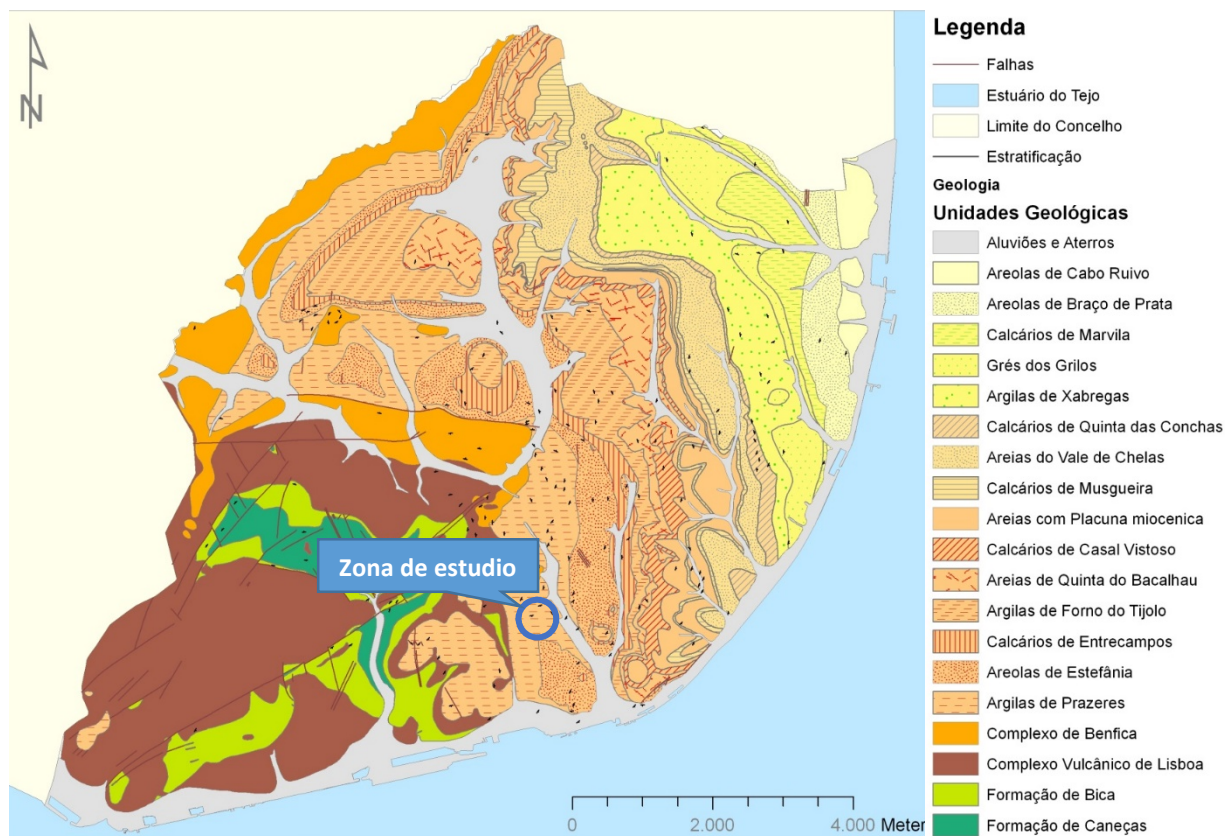 N
Zona de estudio
0
2.000
4.000 Meter
Legenda
Falhas
Estuário do Tejo
Limite do Concelho
Estratificação
Geologia
Unidades Geológicas
Aluviões e Aterros
Areolas de Cabo Ruivo
Areolas de Braço de Prata
Calcários de Marvila
Grés dos Grilos
Argilas de Xabregas
Calcários de Quinta das Conchas
Areias do Vale de Chelas
Calcários de Musgueira
Areias com Placuna miocenica
Calcários de Casal Vistoso
Areias de Quinta do Bacalhau
Argilas de Forno do Tijolo
Calcários de Entrecampos
Areolas de Estefânia
Argilas de Prazeres
Complexo de Benfica
Complexo Vulcânico de Lisboa
Formação de Bica
Formação de Caneças